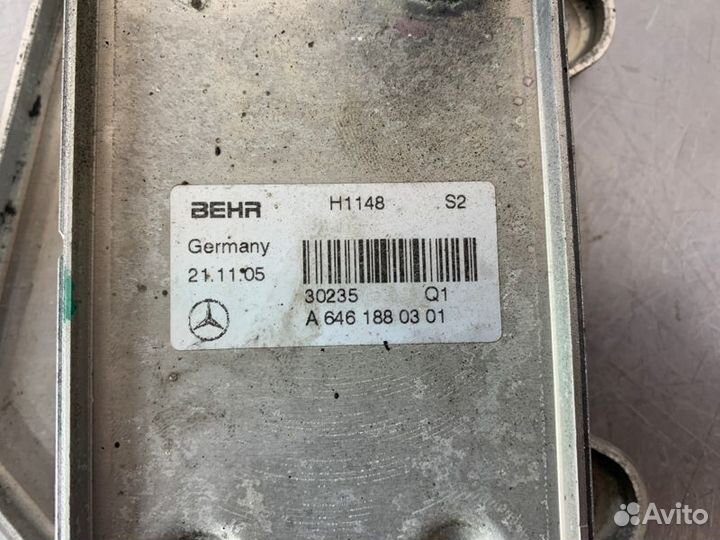 BEHR H1148 S2
Germany
21.11.05
30235 Q1
A 646 188 03 01
Avito